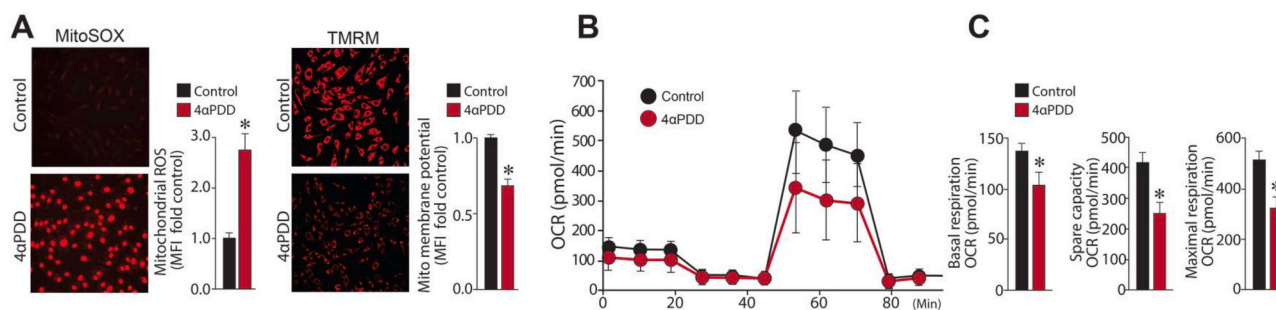 A
MitoSOX
Control
4αPDD
Control
4αPDD
Mitochondrial ROS
(MFI fold control)
3.0
2.0
1.0
0
*
TMRM
Control
4αPDD
Control
4αPDD
Mito membrane potential
(MFI fold control)
1.0
0.5
0
*
B
OCR (pmol/min)
700
600
500
400
300
200
100
0
Control
4αPDD
0
20
40
60
80
(Min)
C
Control
4αPDD
Basal respiration
OCR (pmol/min)
150
100
50
0
*
Spare capacity
OCR (pmol/min)
500
400
300
200
100
0
*
Maximal respiration
OCR (pmol/min)
600
400
200
0
*